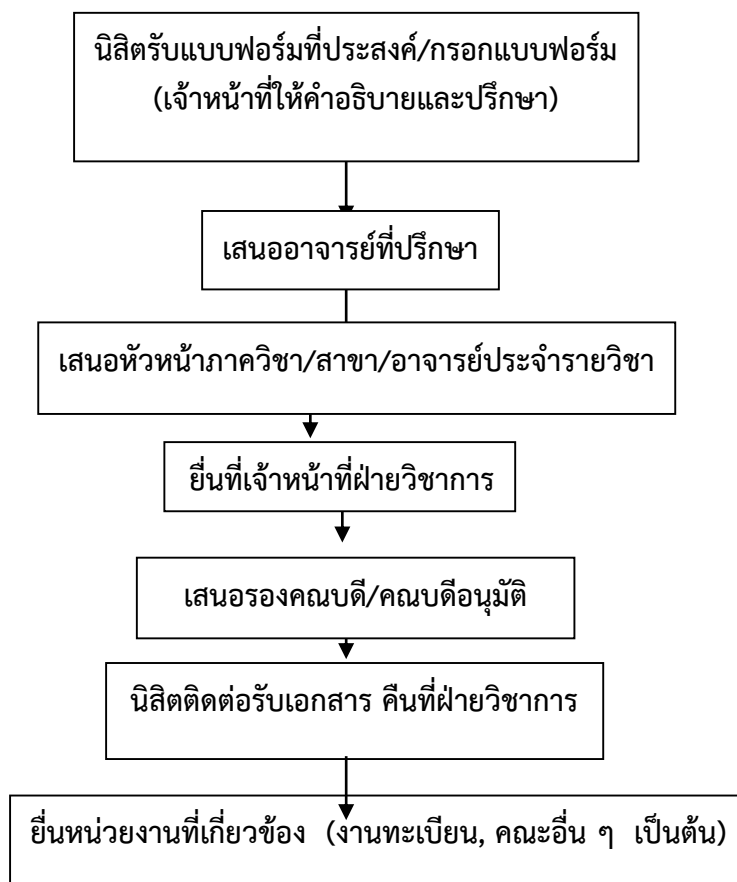 นิสิตรับแบบฟอร์มที่ประสงค์/กรอกแบบฟอร์ม
(เจ้าหน้าที่ให้คำอธิบายและปรึกษา)
เสนออาจารย์ที่ปรึกษา
เสนอหัวหน้าภาควิชา/สาขา/อาจารย์ประจำรายวิชา
ยื่นที่เจ้าหน้าที่ฝ่ายวิชาการ
เสนอรองคณบดี/คณบดีอนุมัติ
นิสิตติดต่อรับเอกสาร คืนที่ฝ่ายวิชาการ
ยื่นหน่วยงานที่เกี่ยวข้อง (งานทะเบียน, คณะอื่น ๆ เป็นต้น)